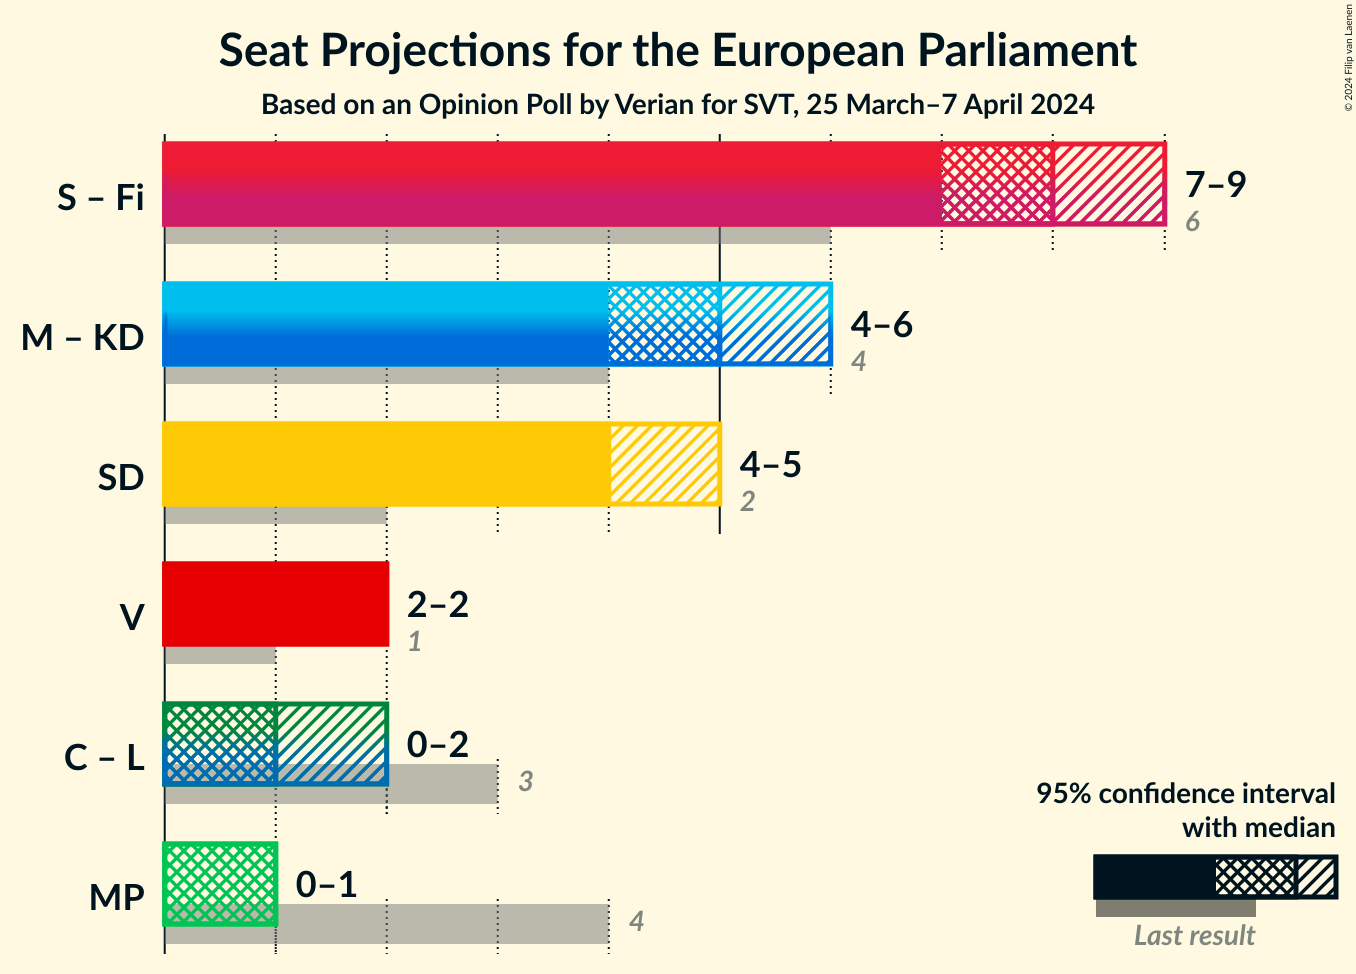 Seat Projections for the European Parliament
Based on an Opinion Poll by Verian for SVT, 25 March–7 April 2024
© 2024 Filip van Laenen
S – Fi
7–9
6
M – KD
4–6
4
SD
4–5
2
V
2–2
1
C – L
0–2
3
MP
0–1
4
95% confidence interval
with median
Last result